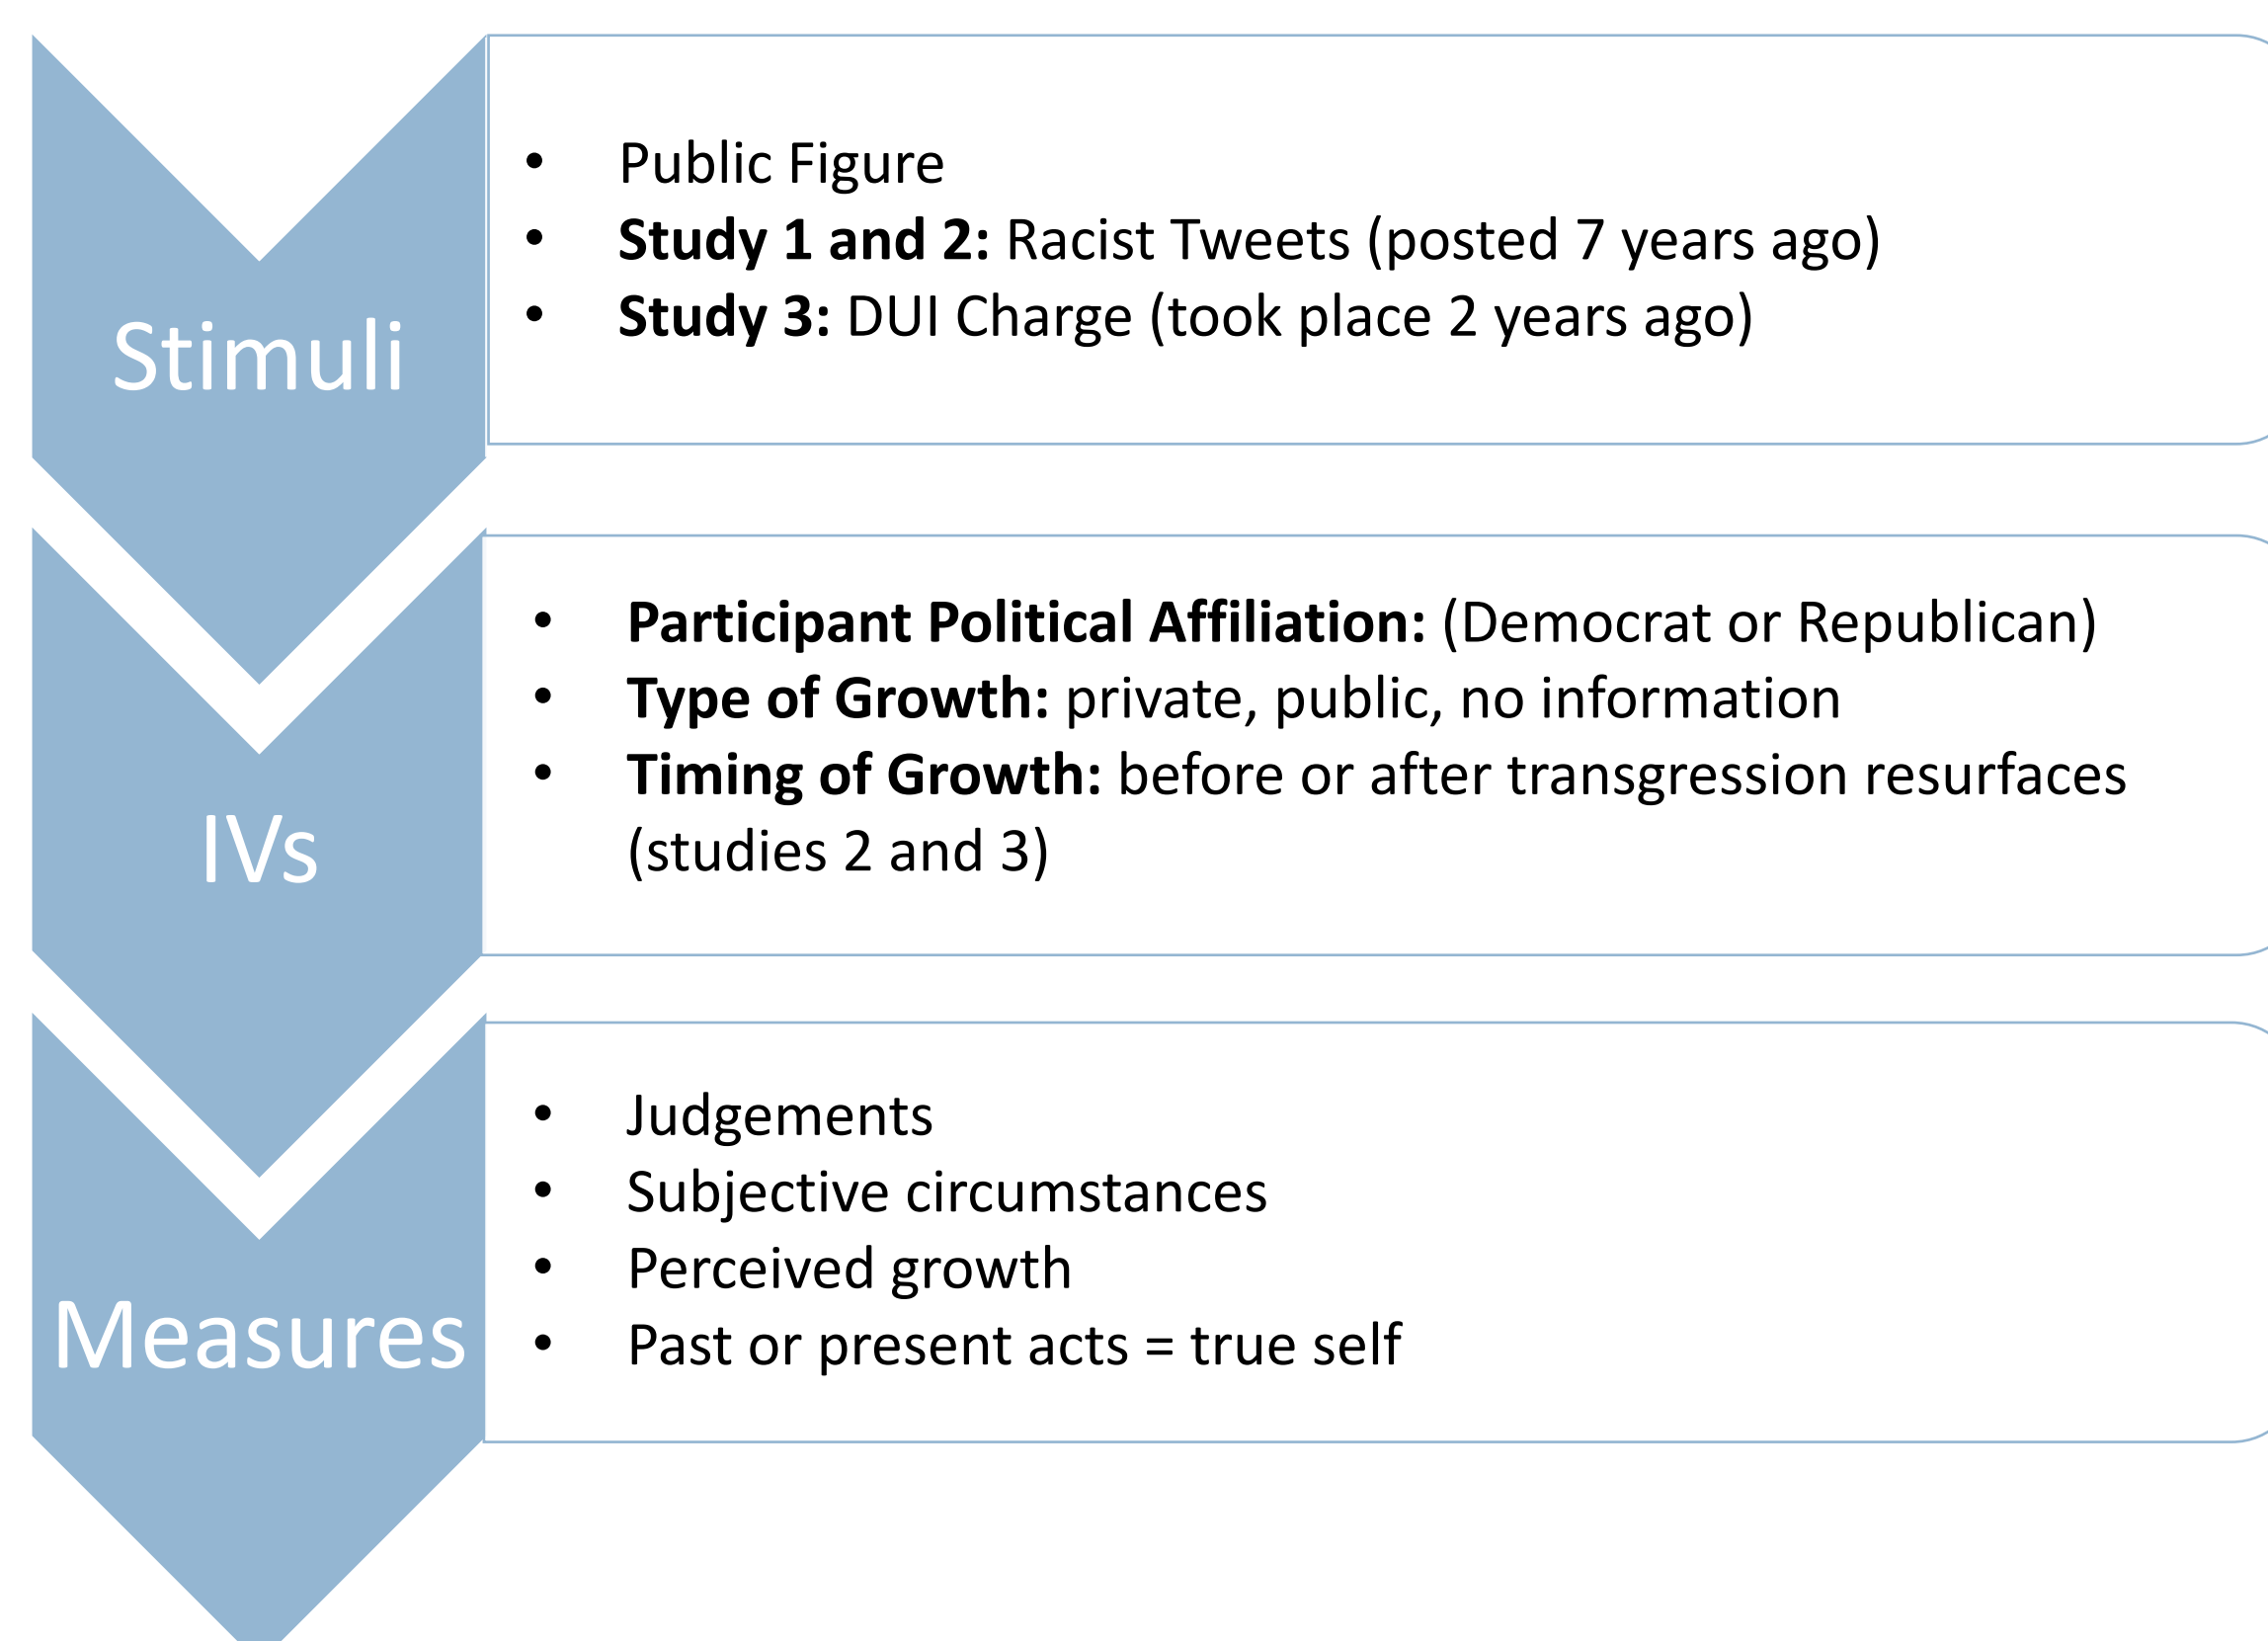 Stimuli
• Public Figure
• Study 1 and 2: Racist Tweets (posted 7 years ago)
• Study 3: DUI Charge (took place 2 years ago)
IVs
• Participant Political Affiliation: (Democrat or Republican)
• Type of Growth: private, public, no information
• Timing of Growth: before or after transgression resurfaces
(studies 2 and 3)
Measures
• Judgements
• Subjective circumstances
• Perceived growth
• Past or present acts = true self